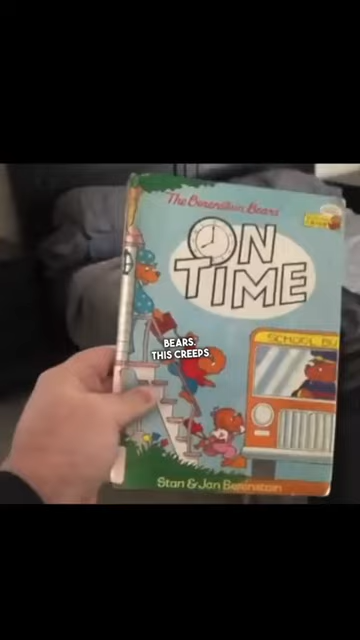 The Berenstain Bears
ON
TIME
SCHOOL BU
BEARS.
THIS CREEPS
Stan & Jan Berenstain